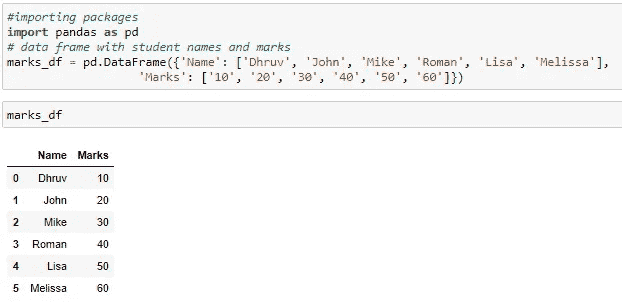 #importing packages
import pandas as pd
# data frame with student names and marks
marks_df = pd.DataFrame({'Name': ['Dhruv', 'John', 'Mike', 'Roman', 'Lisa', 'Melissa'],
'Marks': ['10', '20', '30', '40', '50', '60']})
marks_df
Name Marks
0 Dhruv 10
1 John 20
2 Mike 30
3 Roman 40
4 Lisa 50
5 Melissa 60